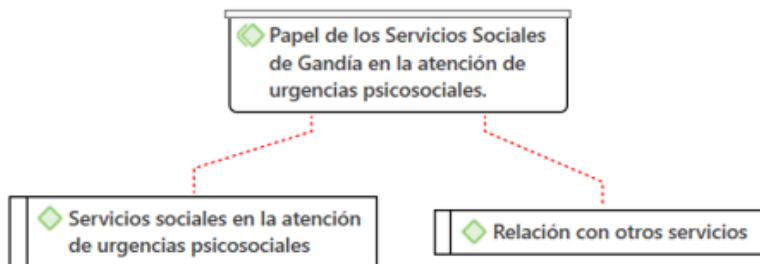 Papel de los Servicios Sociales
de Gandía en la atención de
urgencias psicosociales.
Servicios sociales en la atención
de urgencias psicosociales
Relación con otros servicios